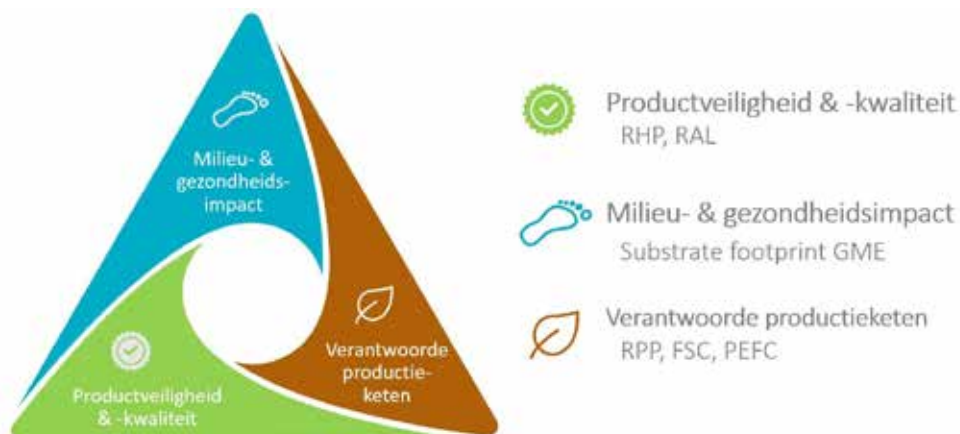 Milieu- &
gezondheids-
impact
Verantwoorde
productie-
keten
Productveiligheid
& -kwaliteit
Productveiligheid & -kwaliteit
RHP, RAL
Milieu- & gezondheidsimpact
Substrate footprint GME
Verantwoorde productieketen
RPP, FSC, PEFC